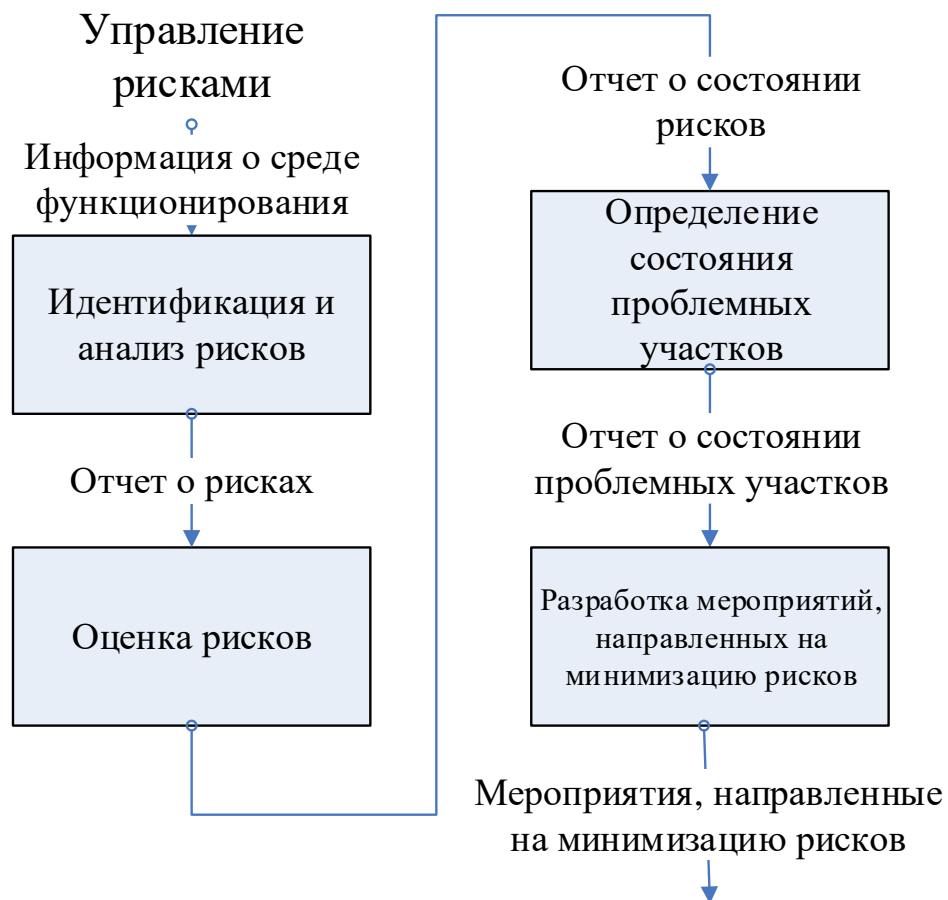 Управление
рисками
Информация о среде
функционирования
Идентификация и
анализ рисков
Отчет о рисках
Оценка рисков
Отчет о состоянии
рисков
Определение
состояния
проблемных
участков
Отчет о состоянии
проблемных участков
Разработка мероприятий,
направленных на
минимизацию рисков
Мероприятия, направленные
на минимизацию рисков